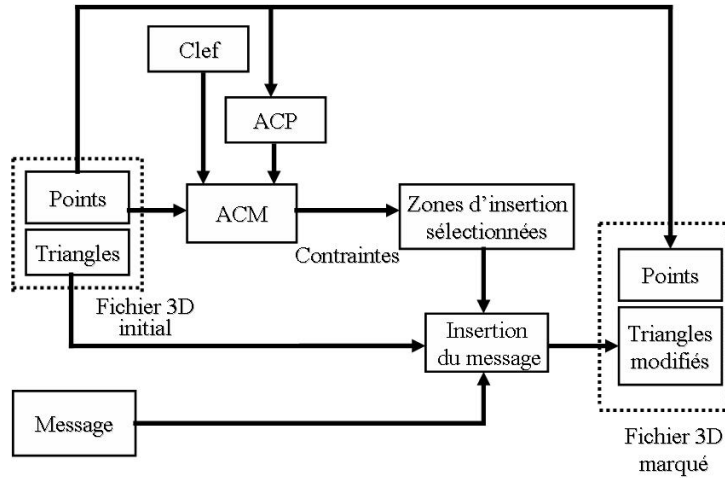 Clef
ACP
Points
Triangles
ACM
Contraintes
Zones d’insertion
sélectionnées
Fichier 3D
initial
Insertion
du message
Message
Points
Triangles
modifiés
Fichier 3D
marqué